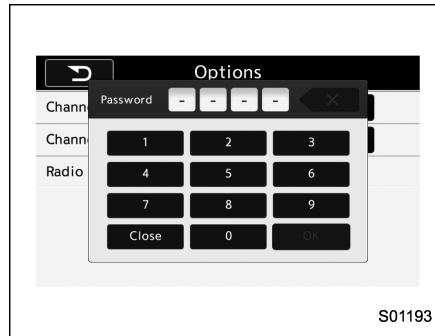 Options
Password - - - -
Chann
Chann
Radio
1 2 3
4 5 6
7 8 9
Close 0 OK
S01193